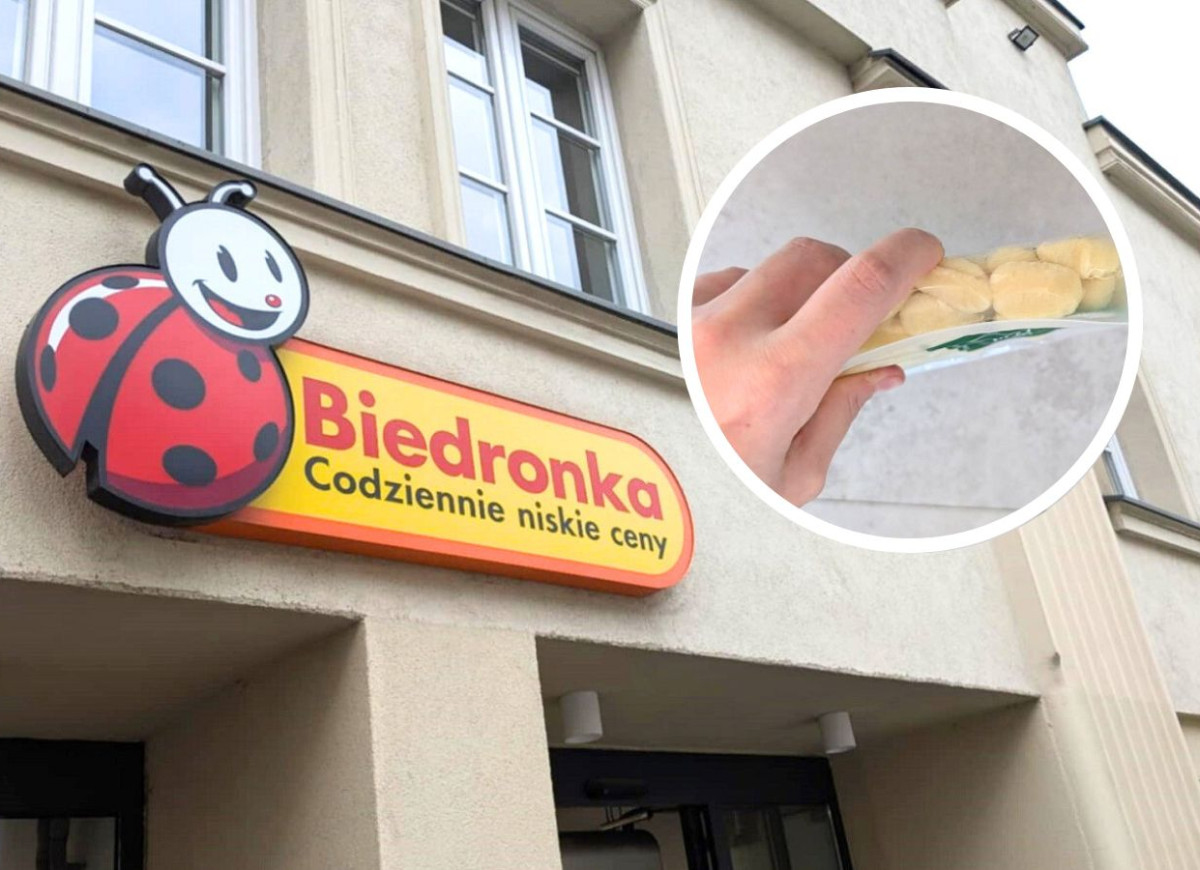 Biedronka
Codziennie niskie ceny